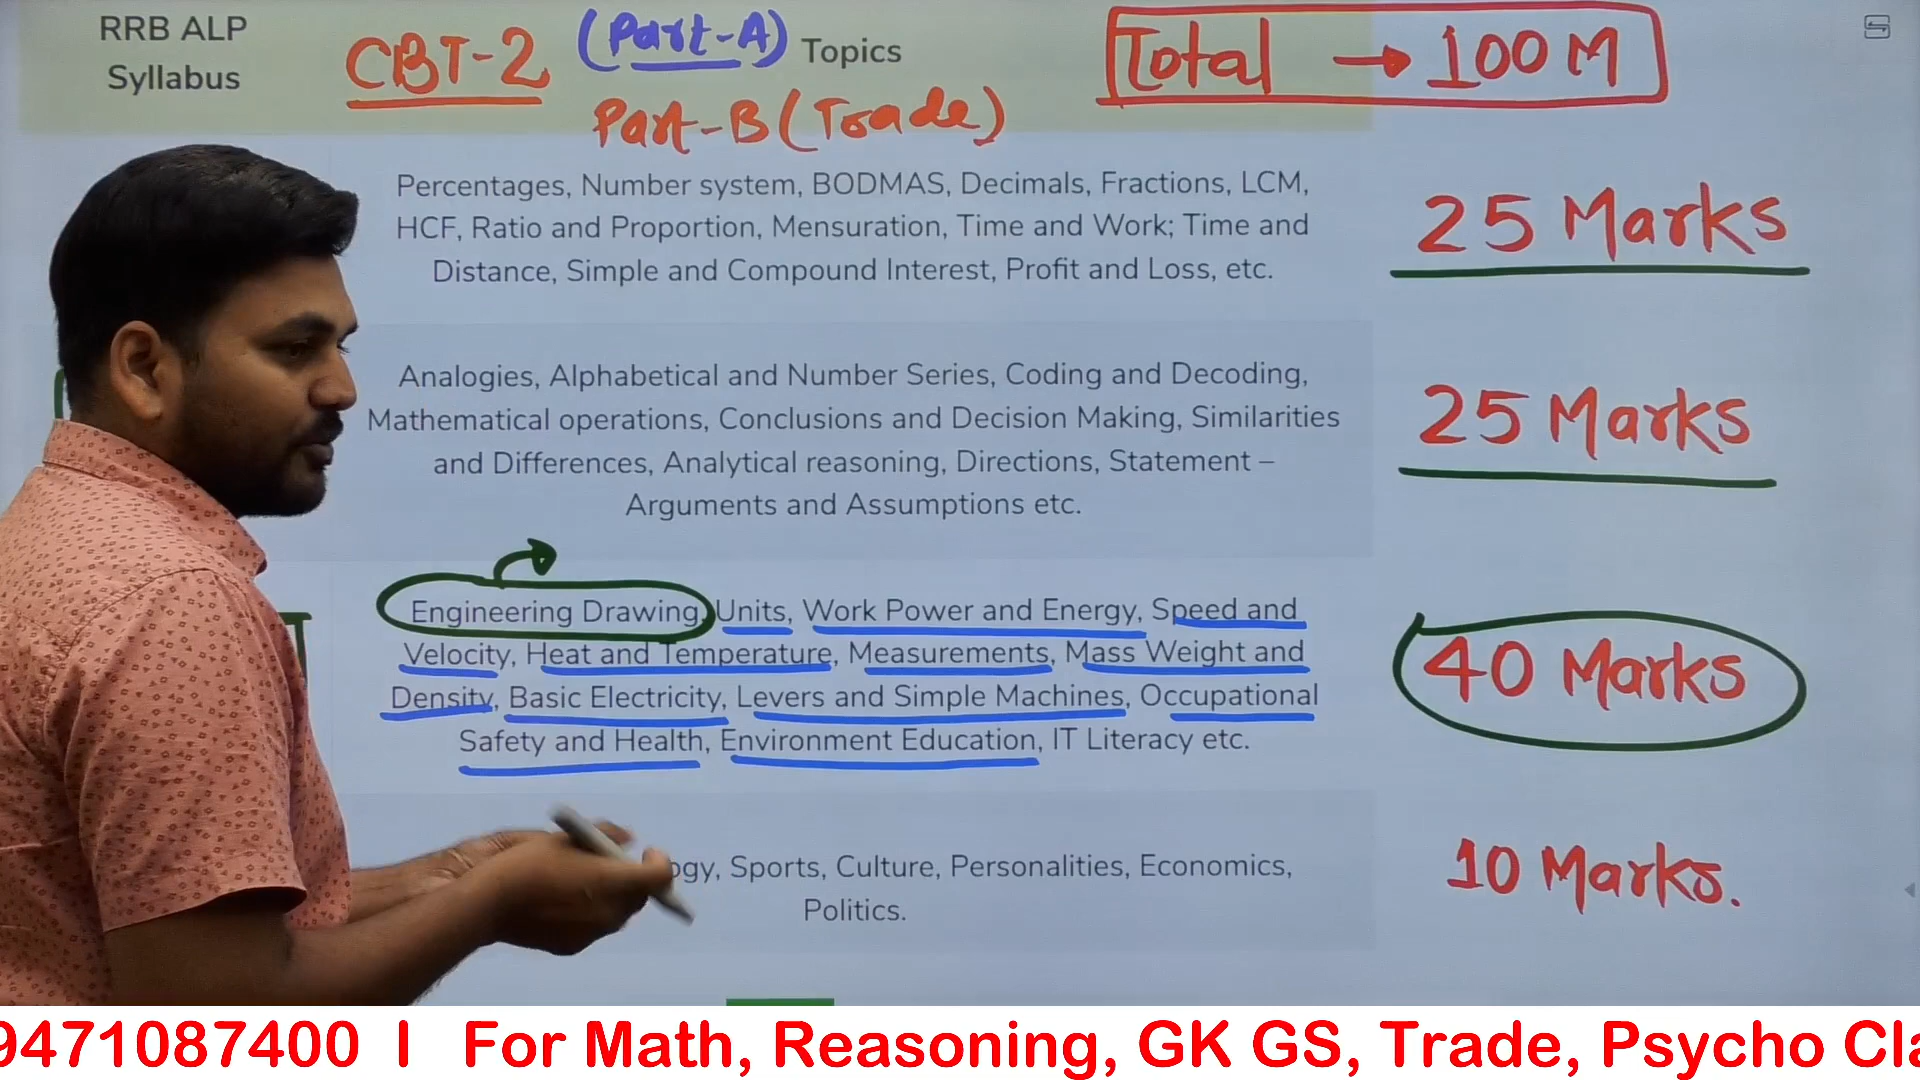 RRB ALP
Syllabus
CBT-2 (Part-A) Topics
Part-B (Trade)
Total → 100 M
Percentages, Number system, BODMAS, Decimals, Fractions, LCM,
HCF, Ratio and Proportion, Mensuration, Time and Work; Time and
Distance, Simple and Compound Interest, Profit and Loss, etc.
25 Marks
Analogies, Alphabetical and Number Series, Coding and Decoding,
Mathematical operations, Conclusions and Decision Making, Similarities
and Differences, Analytical reasoning, Directions, Statement –
Arguments and Assumptions etc.
25 Marks
Engineering Drawing, Units, Work Power and Energy, Speed and
Velocity, Heat and Temperature, Measurements, Mass Weight and
Density, Basic Electricity, Levers and Simple Machines, Occupational
Safety and Health, Environment Education, IT Literacy etc.
40 Marks
Sports, Culture, Personalities, Economics,
Politics.
10 Marks.
9471087400 | For Math, Reasoning, GK GS, Trade, Psycho